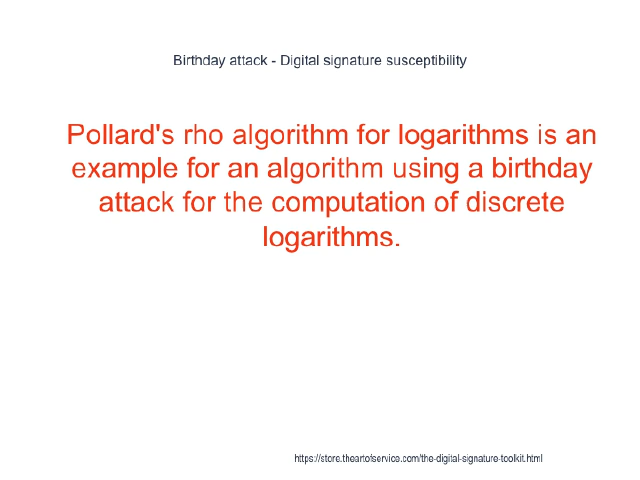 Birthday attack - Digital signature susceptibility
Pollard's rho algorithm for logarithms is an
example for an algorithm using a birthday
attack for the computation of discrete
logarithms.
https://store.theartofservice.com/the-digital-signature-toolkit.html